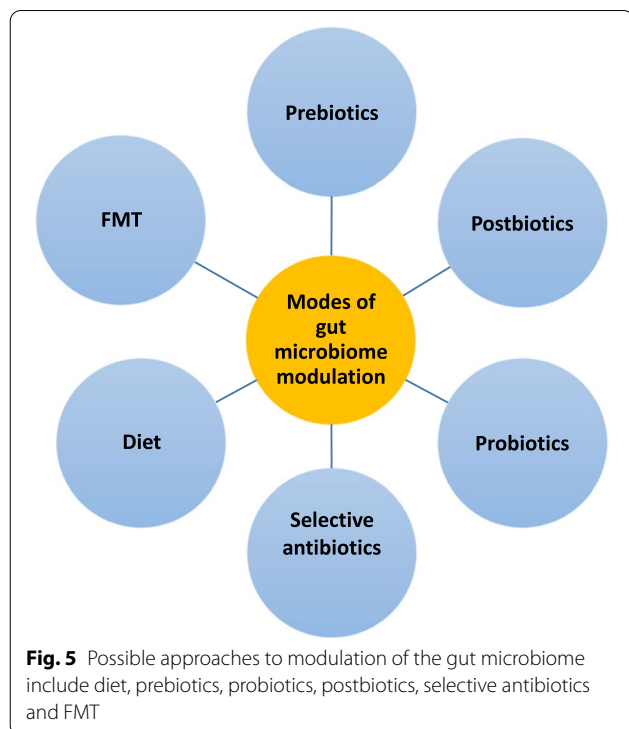 Prebiotics
FMT
Postbiotics
Modes of
gut
microbiome
modulation
Diet
Probiotics
Selective
antibiotics
Fig. 5 Possible approaches to modulation of the gut microbiome
include diet, prebiotics, probiotics, postbiotics, selective antibiotics
and FMT